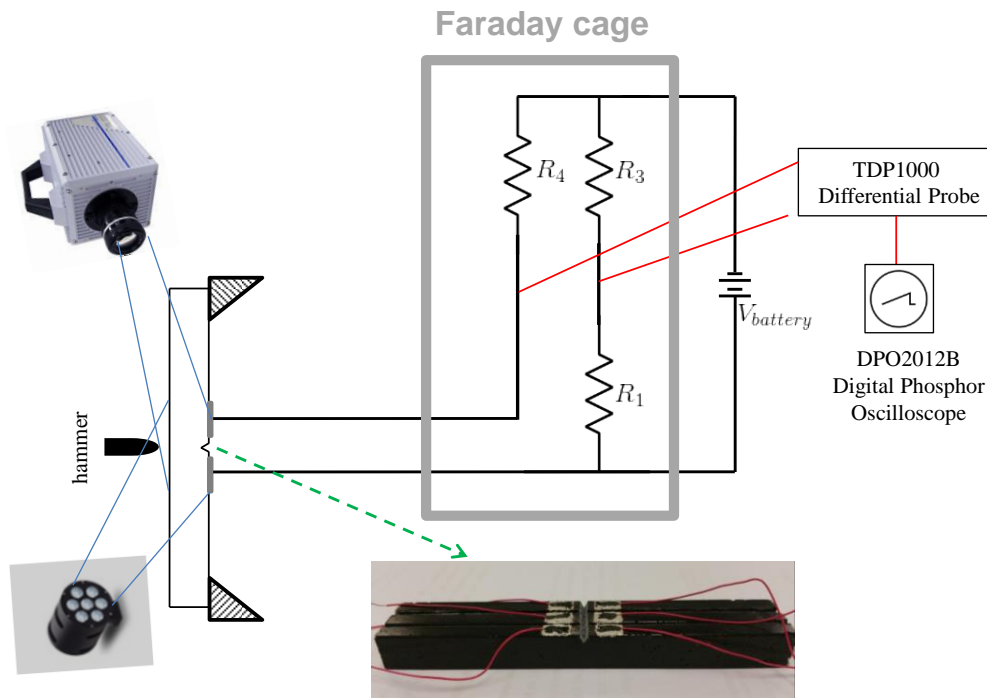 Faraday cage
R4
R3
TDP1000
Differential Probe
Vbattery
R1
DPO2012B
Digital Phosphor
Oscilloscope
hammer